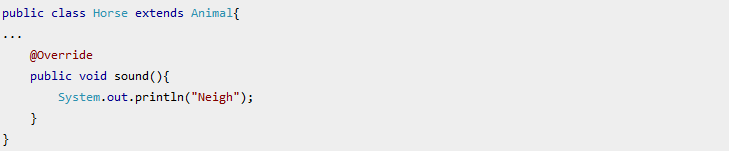 public class Horse extends Animal{
...
    @Override
    public void sound(){
        System.out.println("Neigh");
    }
}